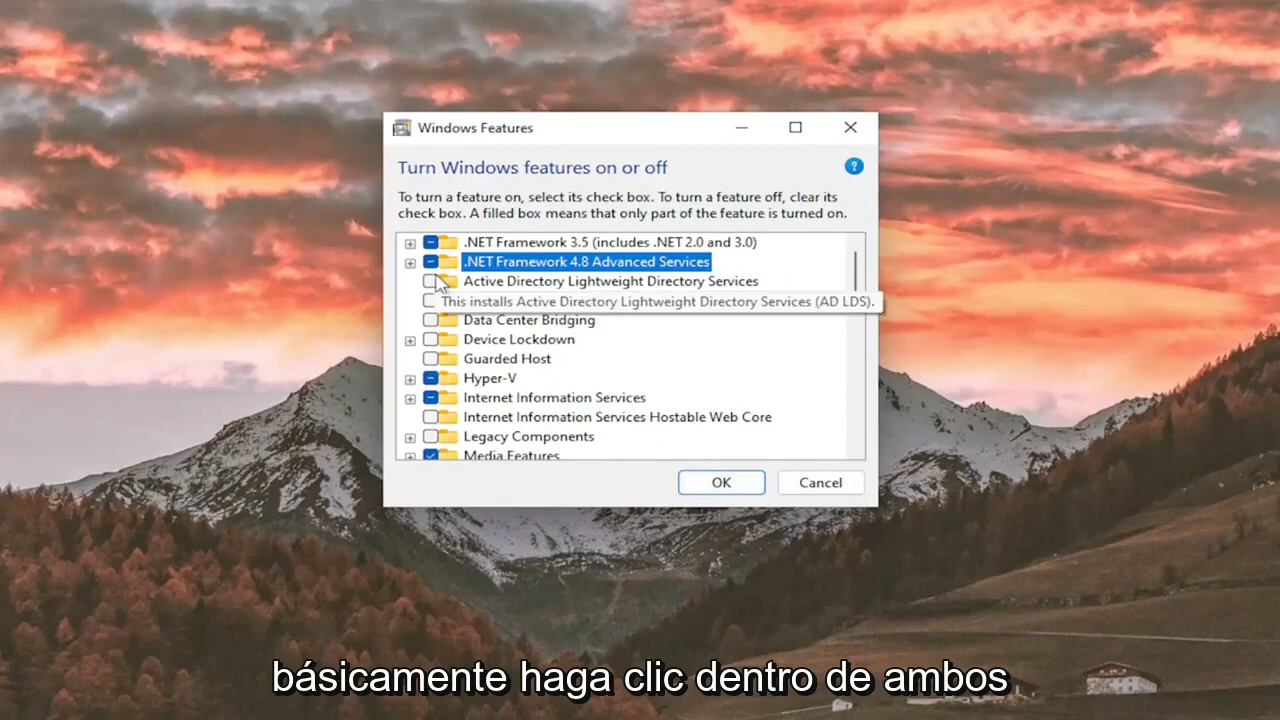 Windows Features
Turn Windows features on or off
To turn a feature on, select its check box. To turn a feature off, clear its
check box. A filled box means that only part of the feature is turned on.
.NET Framework 3.5 (includes .NET 2.0 and 3.0)
.NET Framework 4.8 Advanced Services
Active Directory Lightweight Directory Services
This installs Active Directory Lightweight Directory Services (AD LDS).
Data Center Bridging
Device Lockdown
Guarded Host
Hyper-V
Internet Information Services
Internet Information Services Hostable Web Core
Legacy Components
Media Features
OK
Cancel
básicamente haga clic dentro de ambos